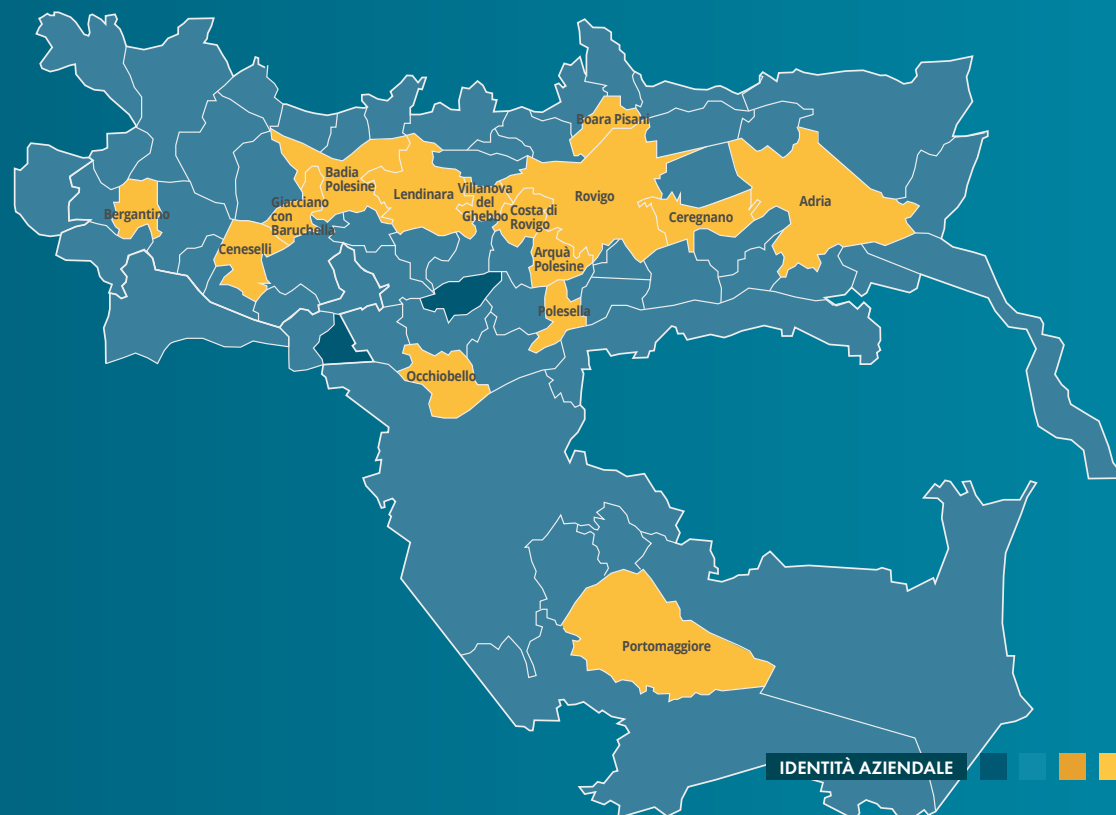 Boara Pisani
Badia
Polesine
Lendinara
Villanova
del
Ghebbo
Rovigo
Adria
Bergantino
Giacciano
con
Baruchella
Costa di
Rovigo
Ceregnano
Ceneselli
Arquà
Polesine
Polesella
Occhiobello
Portomaggiore
IDENTITÀ AZIENDALE